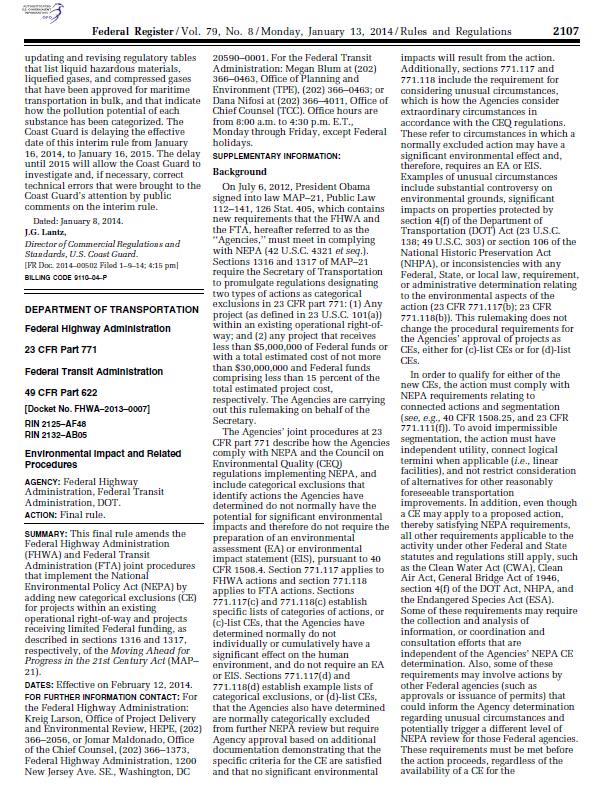 AUTHENTICATED
U.S. GOVERNMENT
INFORMATION
GPO
Federal Register / Vol. 79, No. 8 / Monday, January 13, 2014 / Rules and Regulations 2107
updating and revising regulatory tables
that list liquid hazardous materials,
liquefied gases, and compressed gases
that have been approved for maritime
transportation in bulk, and that indicate
how the pollution potential of each
substance has been categorized. The
Coast Guard is delaying the effective
date of this interim rule from January
16, 2014, to January 16, 2015. The delay
until 2015 will allow the Coast Guard to
investigate and, if necessary, correct
technical errors that were brought to the
Coast Guard's attention by public
comments on the interim rule.
Dated: January 8, 2014.
J.G. Lantz,
Director of Commercial Regulations and
Standards, U.S. Coast Guard.
[FR Doc. 2014–00502 Filed 1–9–14; 4:15 pm]
BILLING CODE 9110–04–P
DEPARTMENT OF TRANSPORTATION
Federal Highway Administration
23 CFR Part 771
Federal Transit Administration
49 CFR Part 622
[Docket No. FHWA–2013–0007]
RIN 2125–AF48
RIN 2132–AB05
Environmental Impact and Related
Procedures
AGENCY: Federal Highway
Administration, Federal Transit
Administration, DOT.
ACTION: Final rule.
SUMMARY: This final rule amends the
Federal Highway Administration
(FHWA) and Federal Transit
Administration (FTA) joint procedures
that implement the National
Environmental Policy Act (NEPA) by
adding new categorical exclusions (CE)
for projects within an existing
operational right-of-way and projects
receiving limited Federal funding, as
described in sections 1316 and 1317,
respectively, of the Moving Ahead for
Progress in the 21st Century Act (MAP–
21).
DATES: Effective on February 12, 2014.
FOR FURTHER INFORMATION CONTACT: For
the Federal Highway Administration:
Kreig Larson, Office of Project Delivery
and Environmental Review, HEPE, (202)
366–2056, or Jomar Maldonado, Office
of the Chief Counsel, (202) 366–1373,
Federal Highway Administration, 1200
New Jersey Ave. SE., Washington, DC
20590–0001. For the Federal Transit
Administration: Megan Blum at (202)
366–0463, Office of Planning and
Environment (TPE), (202) 366–0463; or
Dana Nifosi at (202) 366–4011, Office of
Chief Counsel (TCC). Office hours are
from 8:00 a.m. to 4:30 p.m. E.T.,
Monday through Friday, except Federal
holidays.
SUPPLEMENTARY INFORMATION:
Background
On July 6, 2012, President Obama
signed into law MAP–21, Public Law
112–141, 126 Stat. 405, which contains
new requirements that the FHWA and
the FTA, hereafter referred to as the
"Agencies," must meet in complying
with NEPA (42 U.S.C. 4321 et seq.).
Sections 1316 and 1317 of MAP–21
require the Secretary of Transportation
to promulgate regulations designating
two types of actions as categorical
exclusions in 23 CFR part 771: (1) Any
project (as defined in 23 U.S.C. 101(a))
within an existing operational right-of-
way; and (2) any project that receives
less than $5,000,000 of Federal funds or
with a total estimated cost of not more
than $30,000,000 and Federal funds
comprising less than 15 percent of the
total estimated project cost,
respectively. The Agencies are carrying
out this rulemaking on behalf of the
Secretary.
The Agencies' joint procedures at 23
CFR part 771 describe how the Agencies
comply with NEPA and the Council on
Environmental Quality (CEQ)
regulations implementing NEPA, and
include categorical exclusions that
identify actions the Agencies have
determined do not normally have the
potential for significant environmental
impacts and therefore do not require the
preparation of an environmental
assessment (EA) or environmental
impact statement (EIS), pursuant to 40
CFR 1508.4. Section 771.117 applies to
FHWA actions and section 771.118
applies to FTA actions. Sections
771.117(c) and 771.118(c) establish
specific lists of categories of actions, or
(c)-list CEs, that the Agencies have
determined normally do not
individually or cumulatively have a
significant effect on the human
environment, and do not require an EA
or EIS. Sections 771.117(d) and
771.118(d) establish example lists of
categorical exclusions, or (d)-list CEs,
that the Agencies also have determined
are normally categorically excluded
from further NEPA review but require
Agency approval based on additional
documentation demonstrating that the
specific criteria for the CE are satisfied
and that no significant environmental
impacts will result from the action.
Additionally, sections 771.117 and
771.118 include the requirement for
considering unusual circumstances,
which is how the Agencies consider
extraordinary circumstances in
accordance with the CEQ regulations.
These refer to circumstances in which a
normally excluded action may have a
significant environmental effect and,
therefore, requires an EA or EIS.
Examples of unusual circumstances
include substantial controversy on
environmental grounds, significant
impacts on properties protected by
section 4(f) of the Department of
Transportation (DOT) Act (23 U.S.C.
138; 49 U.S.C. 303) or section 106 of the
National Historic Preservation Act
(NHPA), or inconsistencies with any
Federal, State, or local law, requirement,
or administrative determination relating
to the environmental aspects of the
action (23 CFR 771.117(b); 23 CFR
771.118(b)). This rulemaking does not
change the procedural requirements for
the Agencies' approval of projects as
CEs, either for (c)-list CEs or for (d)-list
CEs.
In order to qualify for either of the
new CEs, the action must comply with
NEPA requirements relating to
connected actions and segmentation
(see, e.g., 40 CFR 1508.25, and 23 CFR
771.111(f)). To avoid impermissible
segmentation, the action must have
independent utility, connect logical
termini when applicable (i.e., linear
facilities), and not restrict consideration
of alternatives for other reasonably
foreseeable transportation
improvements. In addition, even though
a CE may apply to a proposed action,
thereby satisfying NEPA requirements,
all other requirements applicable to the
activity under other Federal and State
statutes and regulations still apply, such
as the Clean Water Act (CWA), Clean
Air Act, General Bridge Act of 1946,
section 4(f) of the DOT Act, NHPA, and
the Endangered Species Act (ESA).
Some of these requirements may require
the collection and analysis of
information, or coordination and
consultation efforts that are
independent of the Agencies' NEPA CE
determination. Also, some of these
requirements may involve actions by
other Federal agencies (such as
approvals or issuance of permits) that
could inform the Agency determination
regarding unusual circumstances and
potentially trigger a different level of
NEPA review for those Federal agencies.
These requirements must be met before
the action proceeds, regardless of the
availability of a CE for the